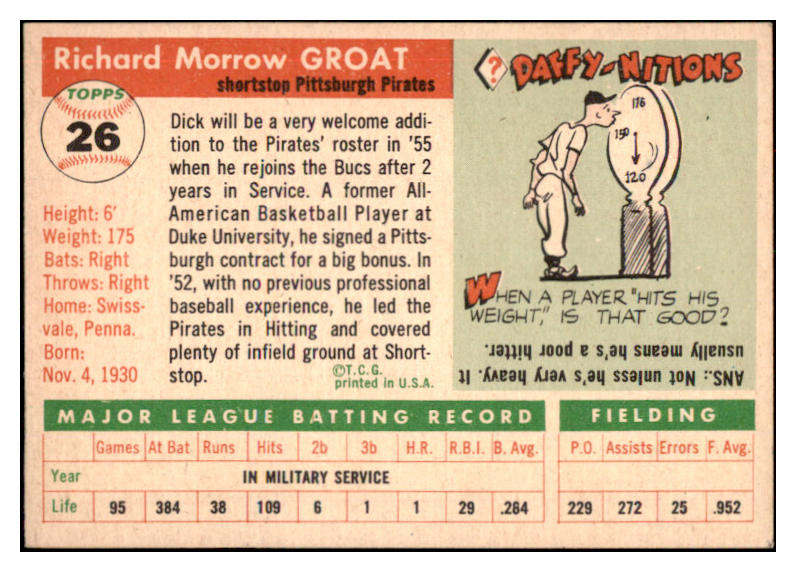 Richard Morrow GROAT
shortstop Pittsburgh Pirates
TOPPS
26
Height: 6'
Weight: 175
Bats: Right
Throws: Right
Home: Swiss-
vale, Penna.
Born:
Nov. 4, 1930
Dick will be a very welcome addi-
tion to the Pirates' roster in '55
when he rejoins the Bucs after 2
years in Service. A former All-
American Basketball Player at
Duke University, he signed a Pitts-
burgh contract for a big bonus. In
'52, with no previous professional
baseball experience, he led the
Pirates in Hitting and covered
plenty of infield ground at Short-
stop.
©T.C.G.
printed in U.S.A.
? DAFFY-NITIONS
176
150
120
WHEN A PLAYER "HITS HIS
WEIGHT," IS THAT GOOD?
ANS.: Not unless he's very heavy. It
usually means he's a poor hitter.
MAJOR LEAGUE BATTING RECORD FIELDING
Games At Bat Runs Hits 2b 3b H.R. R.B.I. B. Avg. P.O. Assists Errors F. Avg.
Year IN MILITARY SERVICE
Life 95 384 38 109 6 1 1 29 .264 229 272 25 .952